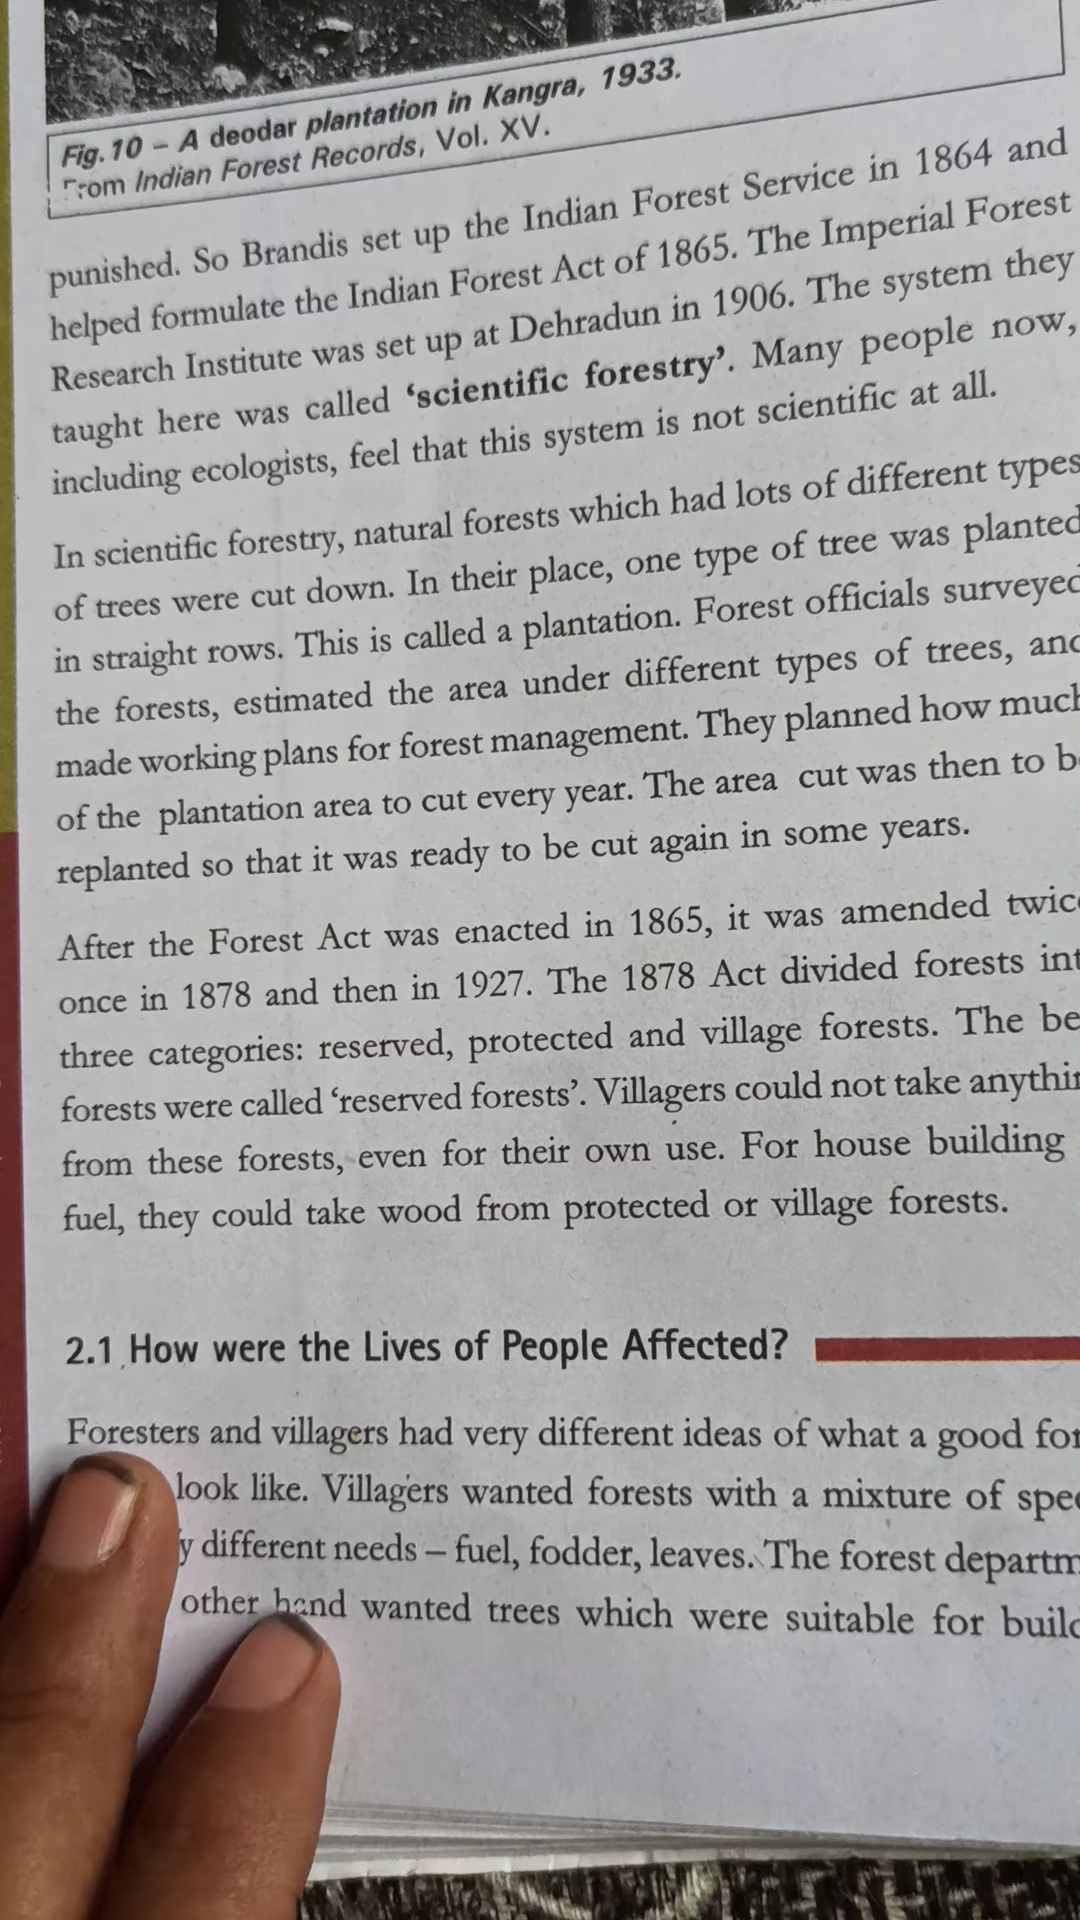 Fig.10 – A deodar plantation in Kangra, 1933.
From Indian Forest Records, Vol. XV.
punished. So Brandis set up the Indian Forest Service in 1864 and
helped formulate the Indian Forest Act of 1865. The Imperial Forest
Research Institute was set up at Dehradun in 1906. The system they
taught here was called ‘scientific forestry’. Many people now,
including ecologists, feel that this system is not scientific at all.
In scientific forestry, natural forests which had lots of different types
of trees were cut down. In their place, one type of tree was planted
in straight rows. This is called a plantation. Forest officials surveyed
the forests, estimated the area under different types of trees, and
made working plans for forest management. They planned how much
of the plantation area to cut every year. The area cut was then to b
replanted so that it was ready to be cut again in some years.
After the Forest Act was enacted in 1865, it was amended twic
once in 1878 and then in 1927. The 1878 Act divided forests int
three categories: reserved, protected and village forests. The be
forests were called ‘reserved forests’. Villagers could not take anythin
from these forests, even for their own use. For house building
fuel, they could take wood from protected or village forests.
2.1 How were the Lives of People Affected?
Foresters and villagers had very different ideas of what a good for
look like. Villagers wanted forests with a mixture of spe
y different needs – fuel, fodder, leaves. The forest departm
other hand wanted trees which were suitable for build